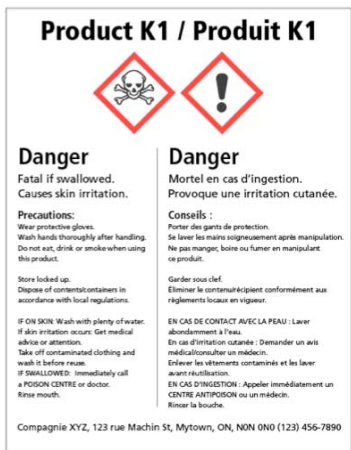 Product K1 / Produit K1
Danger
Fatal if swallowed.
Causes skin irritation.
Precautions:
Wear protective gloves.
Wash hands thoroughly after handling.
Do not eat, drink or smoke when using
this product.
Store locked up.
Dispose of contents/containers in
accordance with local regulations.
IF ON SKIN: Wash with plenty of water.
If skin irritation occurs: Get medical
advice or attention.
Take off contaminated clothing and
wash it before reuse.
IF SWALLOWED: Immediately call
a POISON CENTRE or doctor.
Rinse mouth.
Danger
Mortel en cas d'ingestion.
Provoque une irritation cutanée.
Conseils :
Porter des gants de protection.
Se laver les mains soigneusement après manipulation.
Ne pas manger, boire ou fumer en manipulant
ce produit.
Garder sous clef.
Éliminer le contenu/récipient conformément aux
règlements locaux en vigueur.
EN CAS DE CONTACT AVEC LA PEAU : Laver
abondamment à l'eau.
En cas d'irritation cutanée : Demander un avis
médical/consulter un médecin.
Enlever les vêtements contaminés et les laver
avant réutilisation.
EN CAS D'INGESTION : Appeler immédiatement un
CENTRE ANTIPOISON ou un médecin.
Rincer la bouche.
Compagnie XYZ, 123 rue Machin St, Mytown, ON, N0N 0N0 (123) 456-7890